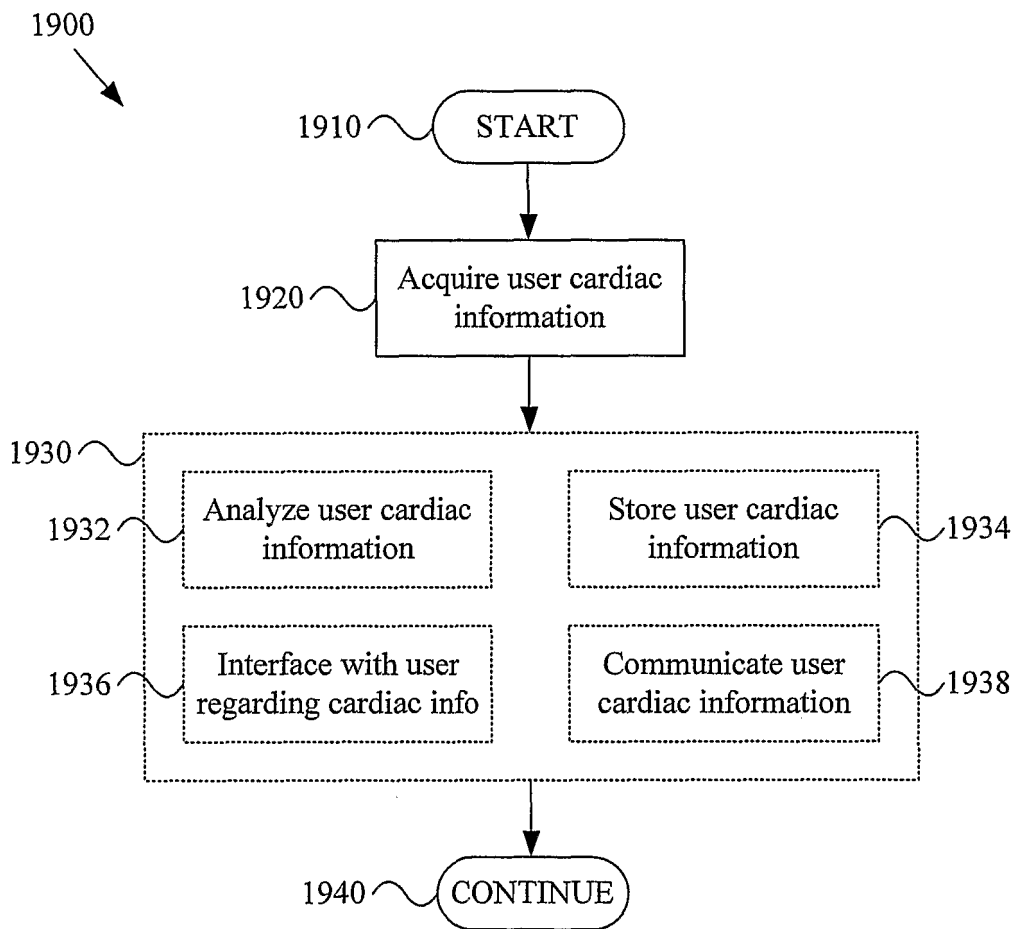 1900
1910
START
1920
Acquire user cardiac
information
1930
1932
Analyze user cardiac
information
Store user cardiac
information
1934
1936
Interface with user
regarding cardiac info
Communicate user
cardiac information
1938
1940
CONTINUE